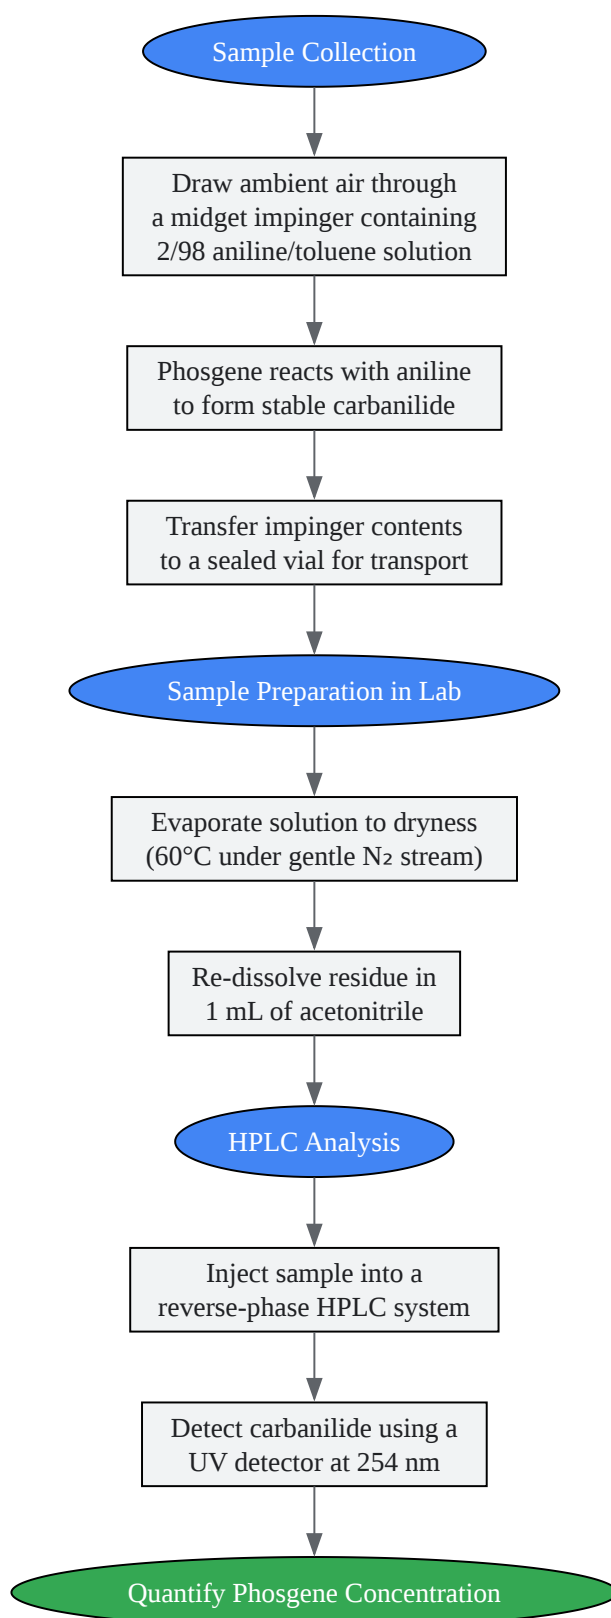 Sample Collection
Draw ambient air through
a midget impinger containing
2/98 aniline/toluene solution
Phosgene reacts with aniline
to form stable carbanilide
Transfer impinger contents
to a sealed vial for transport
Sample Preparation in Lab
Evaporate solution to dryness
(60°C under gentle N₂ stream)
Re-dissolve residue in
1 mL of acetonitrile
HPLC Analysis
Inject sample into a
reverse-phase HPLC system
Detect carbanilide using a
UV detector at 254 nm
Quantify Phosgene Concentration